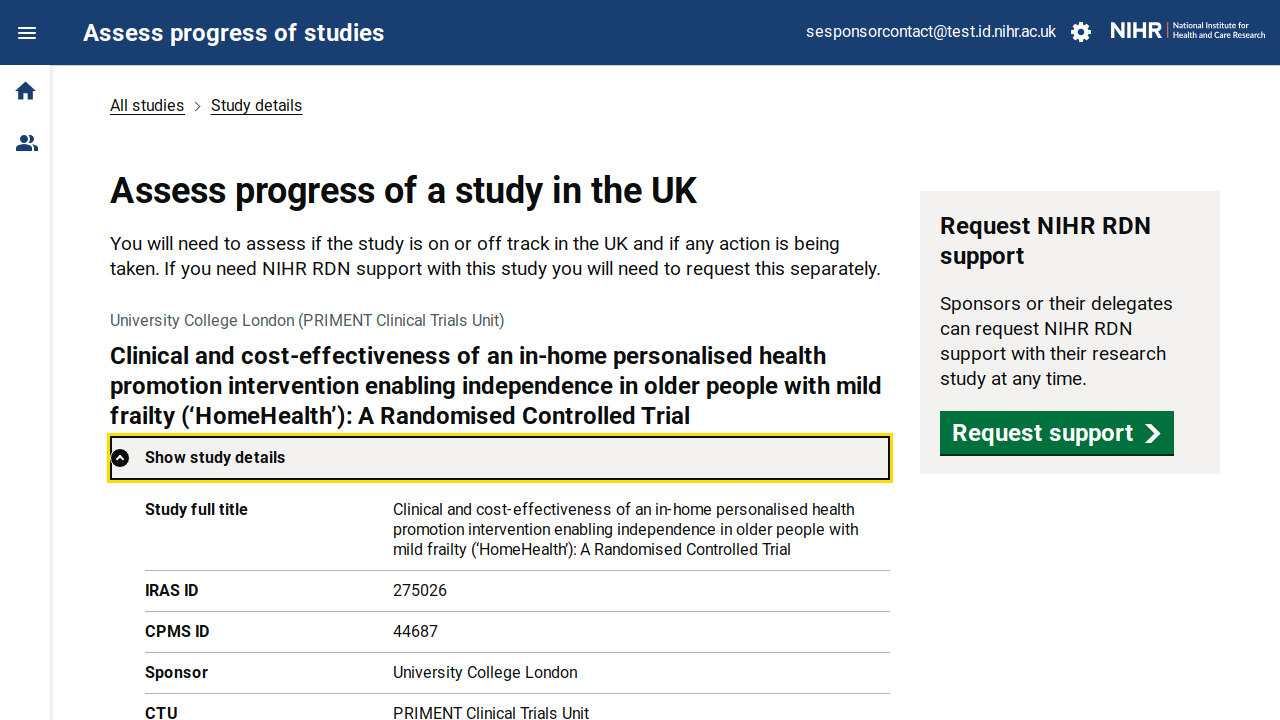 Assess progress of studies
sesponsorcontact@test.id.nihr.ac.uk
NIHR | National Institute for
Health and Care Research
All studies > Study details
Assess progress of a study in the UK
You will need to assess if the study is on or off track in the UK and if any action is being
taken. If you need NIHR RDN support with this study you will need to request this separately.
University College London (PRIMENT Clinical Trials Unit)
Clinical and cost-effectiveness of an in-home personalised health
promotion intervention enabling independence in older people with mild
frailty (‘HomeHealth’): A Randomised Controlled Trial
Show study details
Study full title
Clinical and cost-effectiveness of an in-home personalised health
promotion intervention enabling independence in older people with
mild frailty (‘HomeHealth’): A Randomised Controlled Trial
IRAS ID 275026
CPMS ID 44687
Sponsor University College London
CTU PRIMENT Clinical Trials Unit
Request NIHR RDN
support
Sponsors or their delegates
can request NIHR RDN
support with their research
study at any time.
Request support